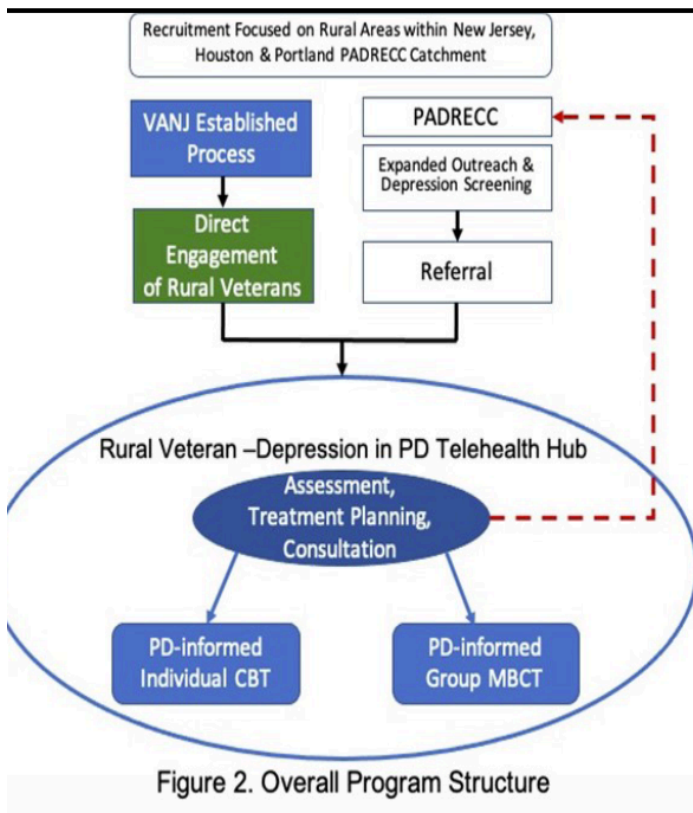 Recruitment Focused on Rural Areas within New Jersey,
Houston & Portland PADRECC Catchment
VANJ Established
Process
PADRECC
Expanded Outreach &
Depression Screening
Direct
Engagement
of Rural Veterans
Referral
Rural Veteran –Depression in PD Telehealth Hub
Assessment,
Treatment Planning,
Consultation
PD-informed
Individual CBT
PD-informed
Group MBCT
Figure 2. Overall Program Structure